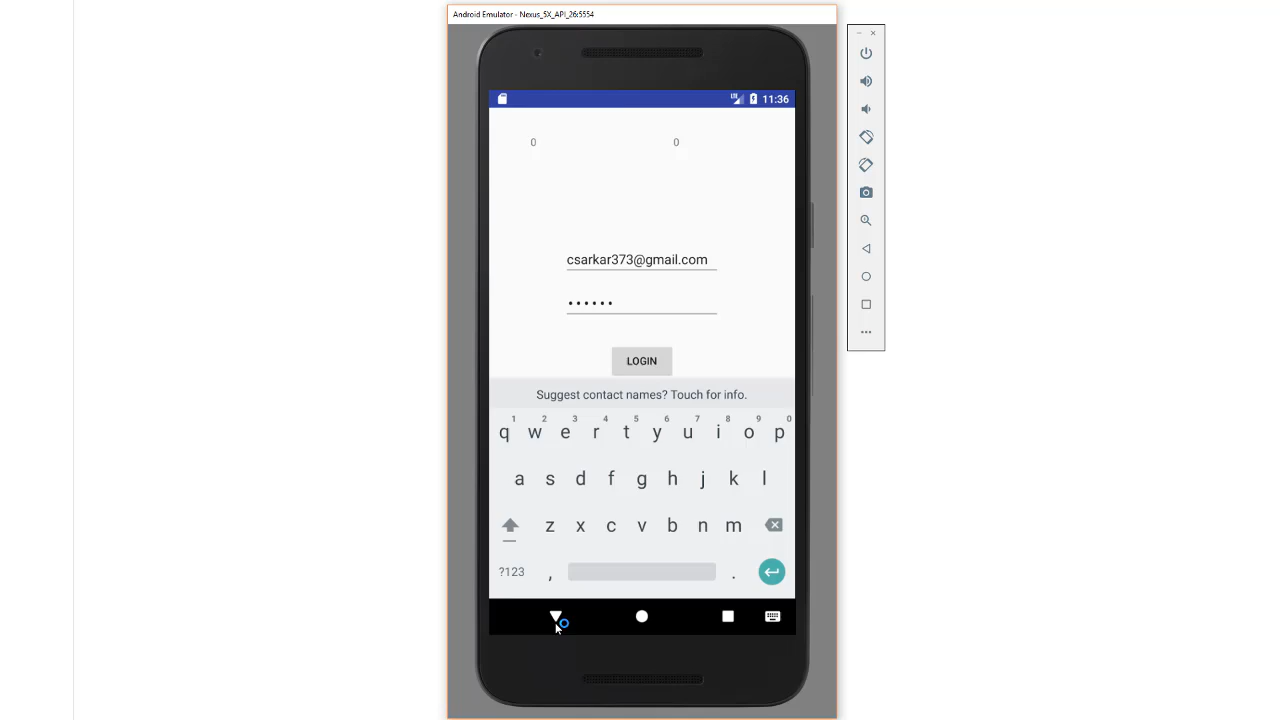 Android Emulator - Nexus_5X_API_26:5554
LTE 11:36
0 0
csarkar373@gmail.com
••••••
LOGIN
Suggest contact names? Touch for info.
1 2 3 4 5 6 7 8 9 0
q w e r t y u i o p
a s d f g h j k l
z x c v b n m
?123 , .